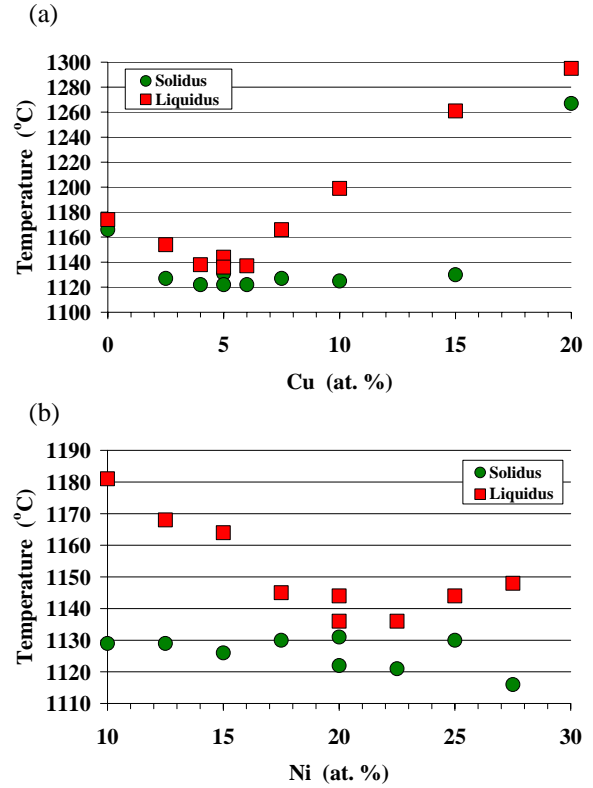 (a)
1300
1280
1260
1240
1220
1200
1180
1160
1140
1120
1100
Temperature (°C)
Solidus
Liquidus
0 5 10 15 20
Cu (at. %)
(b)
1190
1180
1170
1160
1150
1140
1130
1120
1110
Temperature (°C)
Solidus
Liquidus
10 15 20 25 30
Ni (at. %)